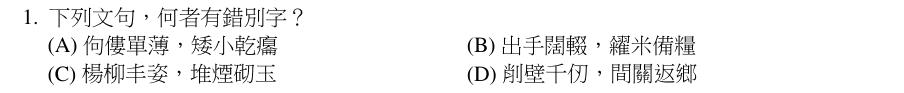 1. 下列文句，何者有錯別字？
(A) 佝僂單薄，矮小乾癟 (B) 出手闊輟，糴米備糧
(C) 楊柳丰姿，堆煙砌玉 (D) 削壁千仞，間關返鄉